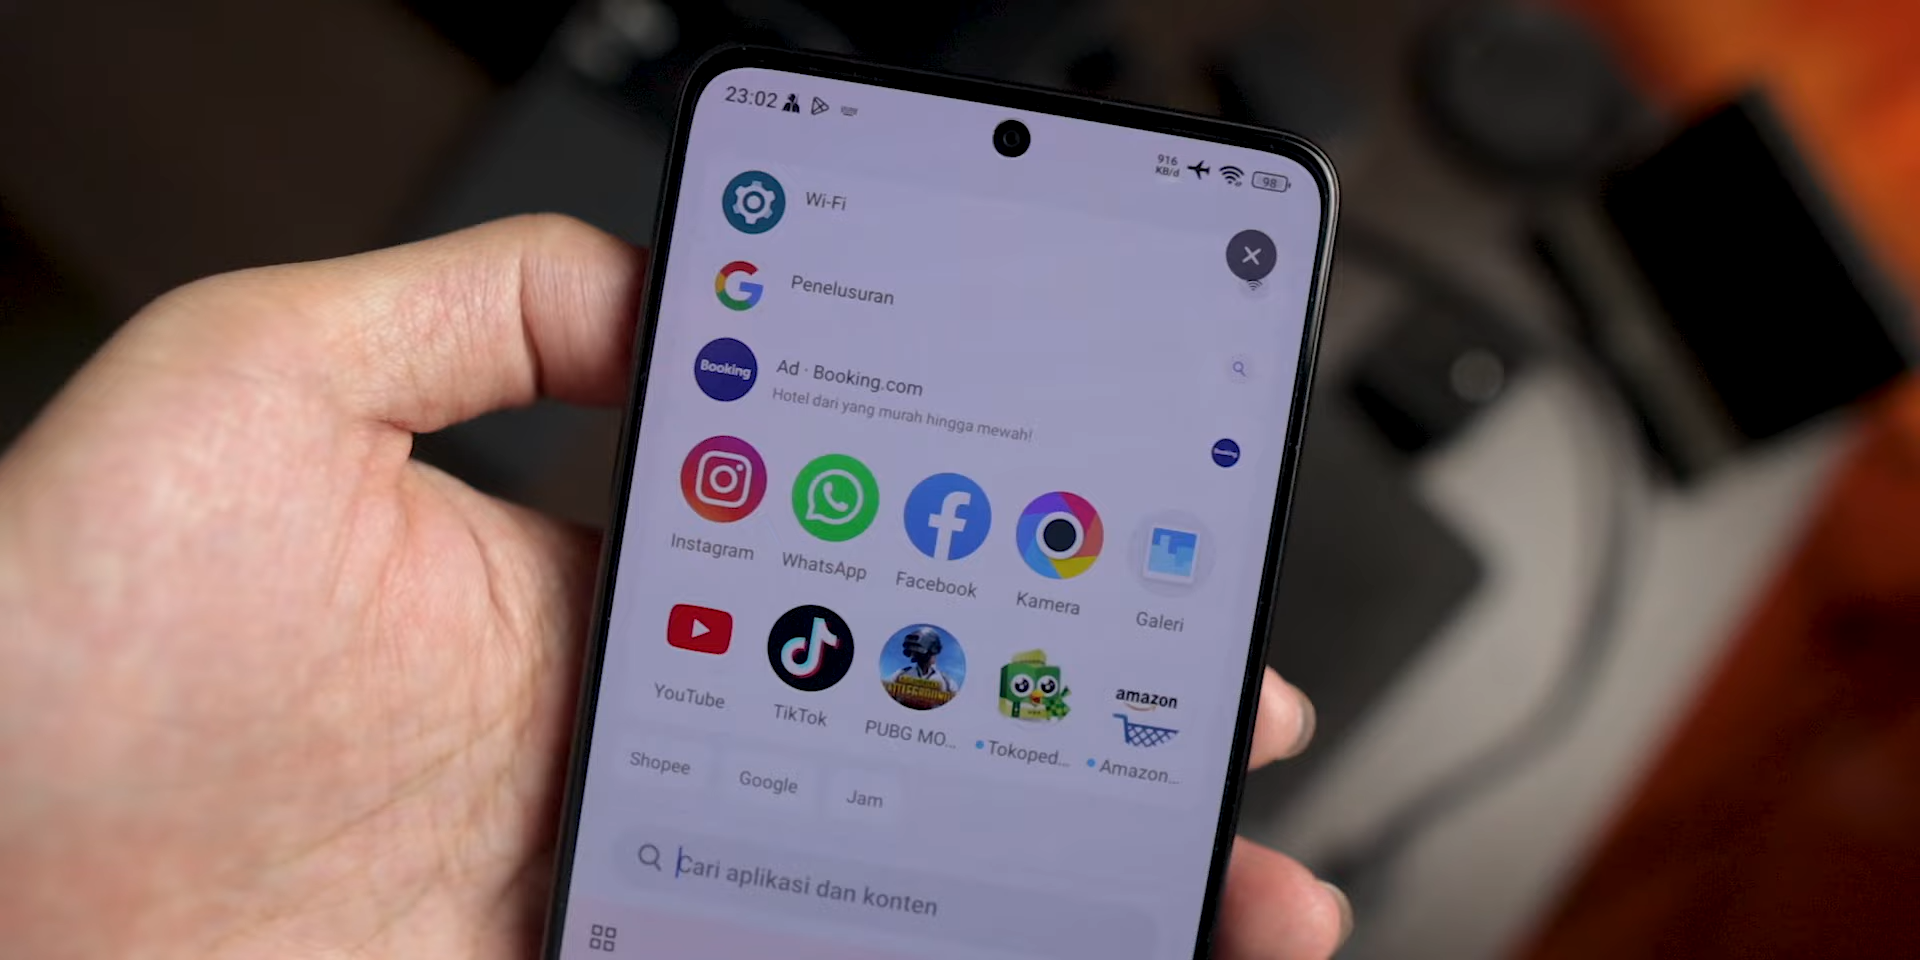 23:02
916
KB/d
98
Wi-Fi
Penelusuran
Booking
Ad · Booking.com
Hotel dari yang murah hingga mewah!
Booking
Instagram
WhatsApp
Facebook
Kamera
Galeri
amazon
YouTube
TikTok
PUBG MO...
Tokoped...
Amazon...
Shopee
Google
Jam
Cari aplikasi dan konten